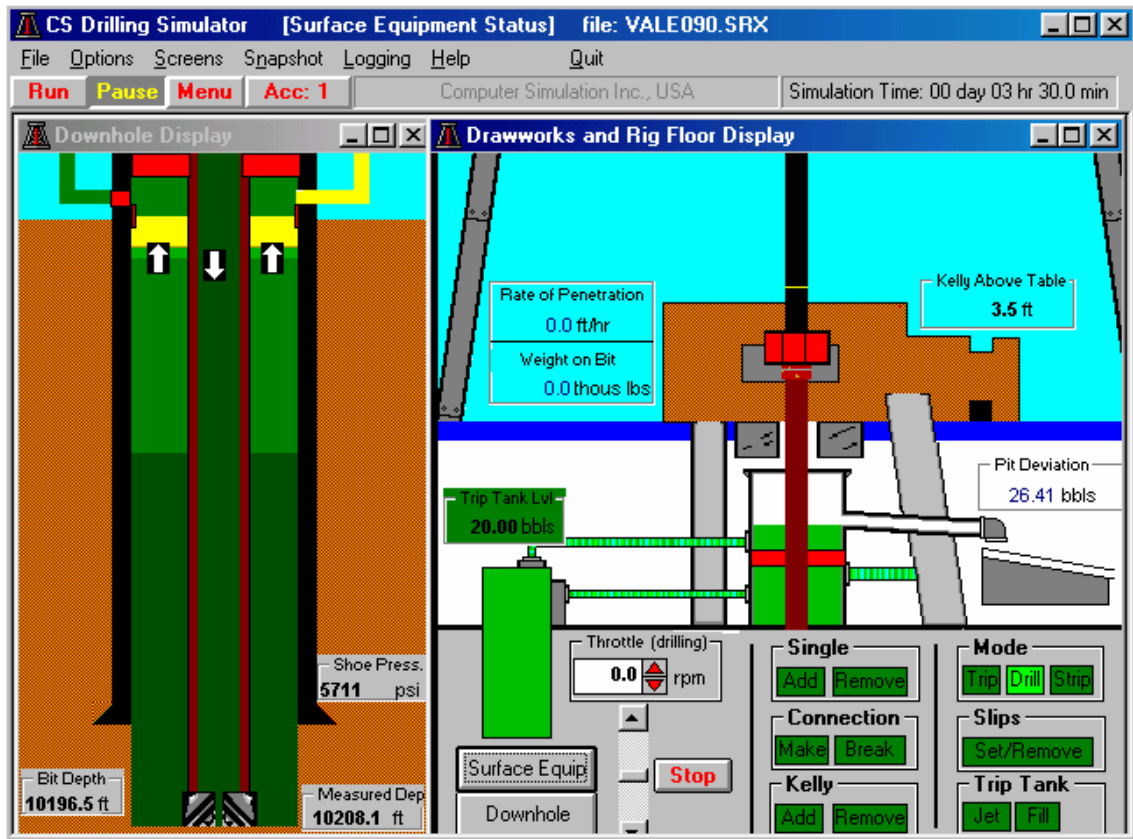 CS Drilling Simulator [Surface Equipment Status] file: VALE090.SRX
File Options Screens Snapshot Logging Help Quit
Run Pause Menu Acc: 1 Computer Simulation Inc., USA Simulation Time: 00 day 03 hr 30.0 min
Downhole Display
Shoe Press.
5711 psi
Bit Depth
10196.5 ft
Measured Dep
10208.1 ft
Drawworks and Rig Floor Display
Rate of Penetration
0.0 ft/hr
Weight on Bit
0.0 thous lbs
Kelly Above Table
3.5 ft
Pit Deviation
26.41 bbls
Trip Tank Lvl
20.00 bbls
Throttle (drilling)
0.0 rpm
Surface Equip
Downhole
Stop
Single
Add Remove
Connection
Make Break
Kelly
Add Remove
Mode
Trip Drill Strip
Slips
Set/Remove
Trip Tank
Jet Fill